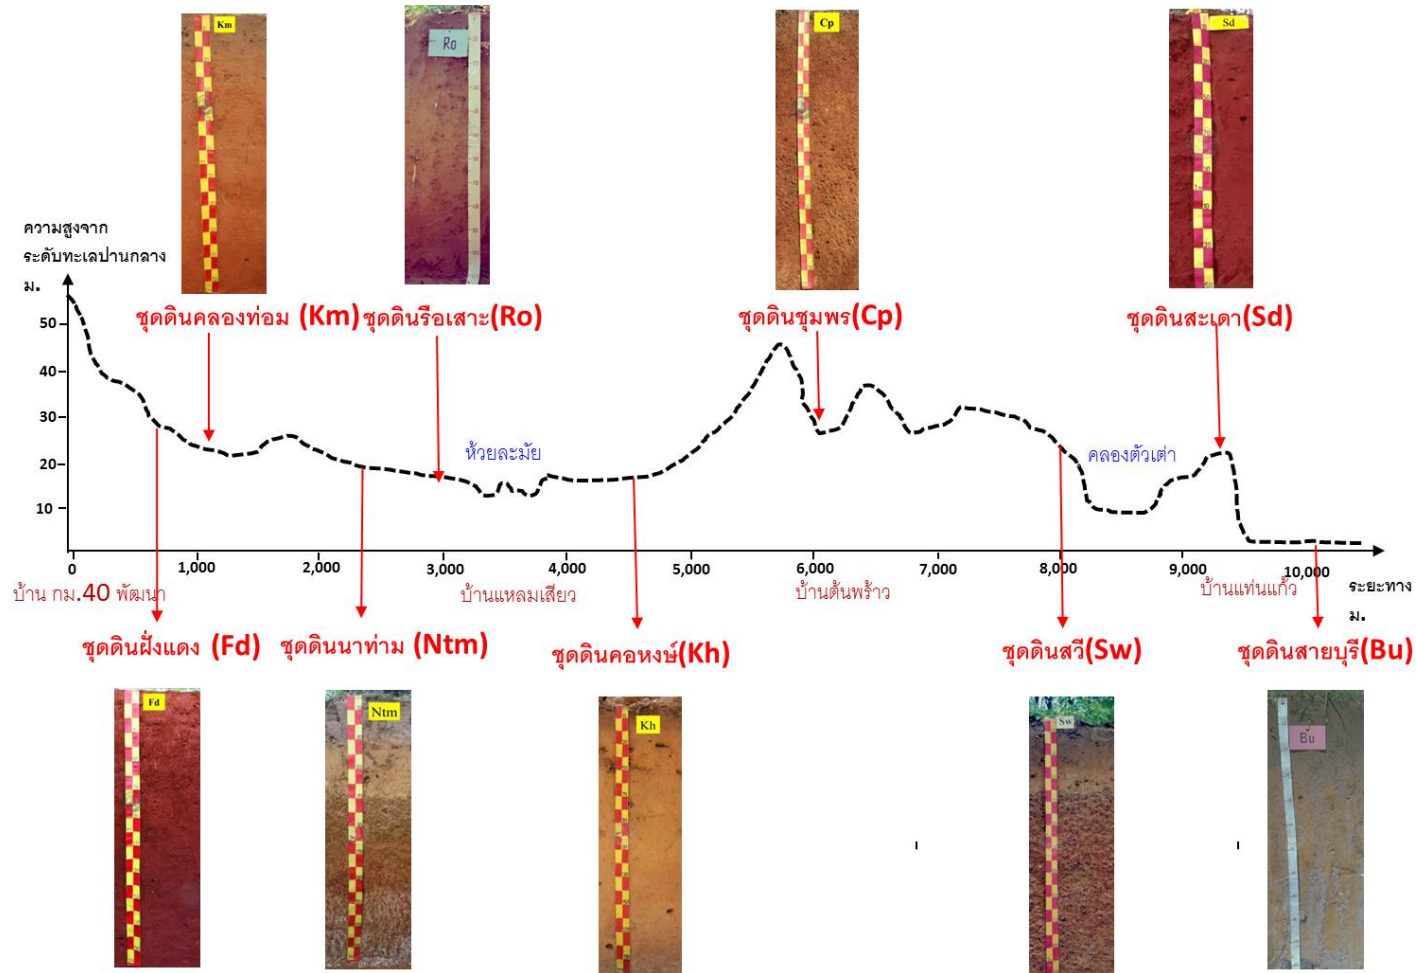 Km
Ro
Cp
Sd
ความสูงจาก
ระดับทะเลปานกลาง
ม.
ชุดดินคลองท่อม (Km)
ชุดดินรือเสาะ(Ro)
ชุดดินชุมพร(Cp)
ชุดดินสะเดา(Sd)
50
40
30
20
10
ห้วยละมัย
คลองตัวเต่า
0
1,000
2,000
3,000
4,000
5,000
6,000
7,000
8,000
9,000
10,000
ระยะทาง
ม.
บ้าน กม.40 พัฒนา
บ้านแหลมเสียว
บ้านต้นพร้าว
บ้านแท่นแก้ว
ชุดดินฝั่งแดง (Fd)
ชุดดินนาท่าม (Ntm)
ชุดดินคอหงษ์(Kh)
ชุดดินสวี(Sw)
ชุดดินสายบุรี(Bu)
Fd
Ntm
Kh
Sw
Bu